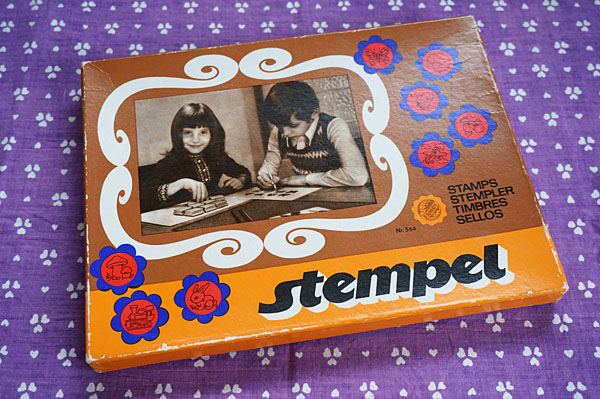 STAMPS
STEMPLER
TIMBRES
SELLOS
Nr. 564
stempel